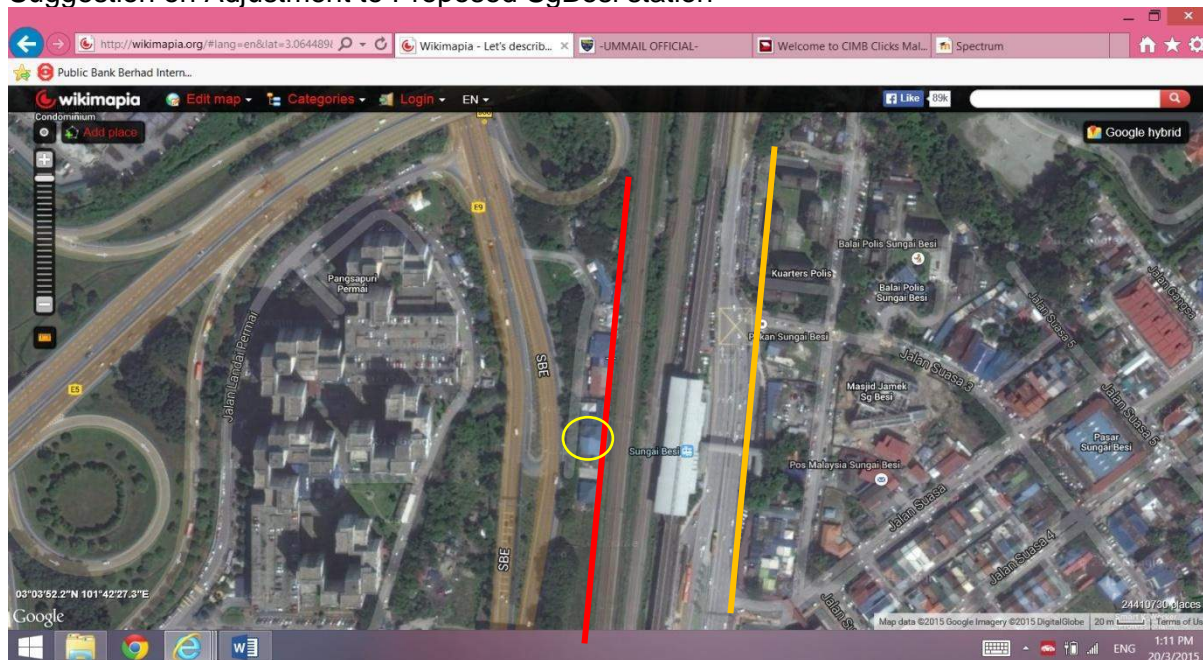 Suggestion on Adjustment to Proposed SgBesi station
http://wikimapia.org/#lang=en&lat=3.064489
Wikimapia - Let's describ...
-UMMAIL OFFICIAL-
Welcome to CIMB Clicks Mal...
Spectrum
Public Bank Berhad Intern...
wikimapia
Edit map
Categories
Login
EN
Like
89k
Condominium
Add place
Google hybrid
E9
Balai Polis Sungai Besi
Kuarters Polis
Pangsapuri
Permai
Balai Polis
Sungai Besi
Jalan Gangsa
Jalan Suasa 5
Pekan Sungai Besi
Jalan Suasa 3
SBE
Jalan Landai Permai
E5
Masjid Jamek
Sg Besi
Jalan Suasa 5
Pasar
Sungai Besi
Sungai Besi
Pos Malaysia Sungai Besi
Jalan Suasa
Jalan Suasa 4
SBE
03°03'52.2"N 101°42'27.3"E
Google
24410730 places
Map data ©2015 Google Imagery ©2015 DigitalGlobe
20 m
Terms of Us
ENG
1:11 PM
20/3/2015